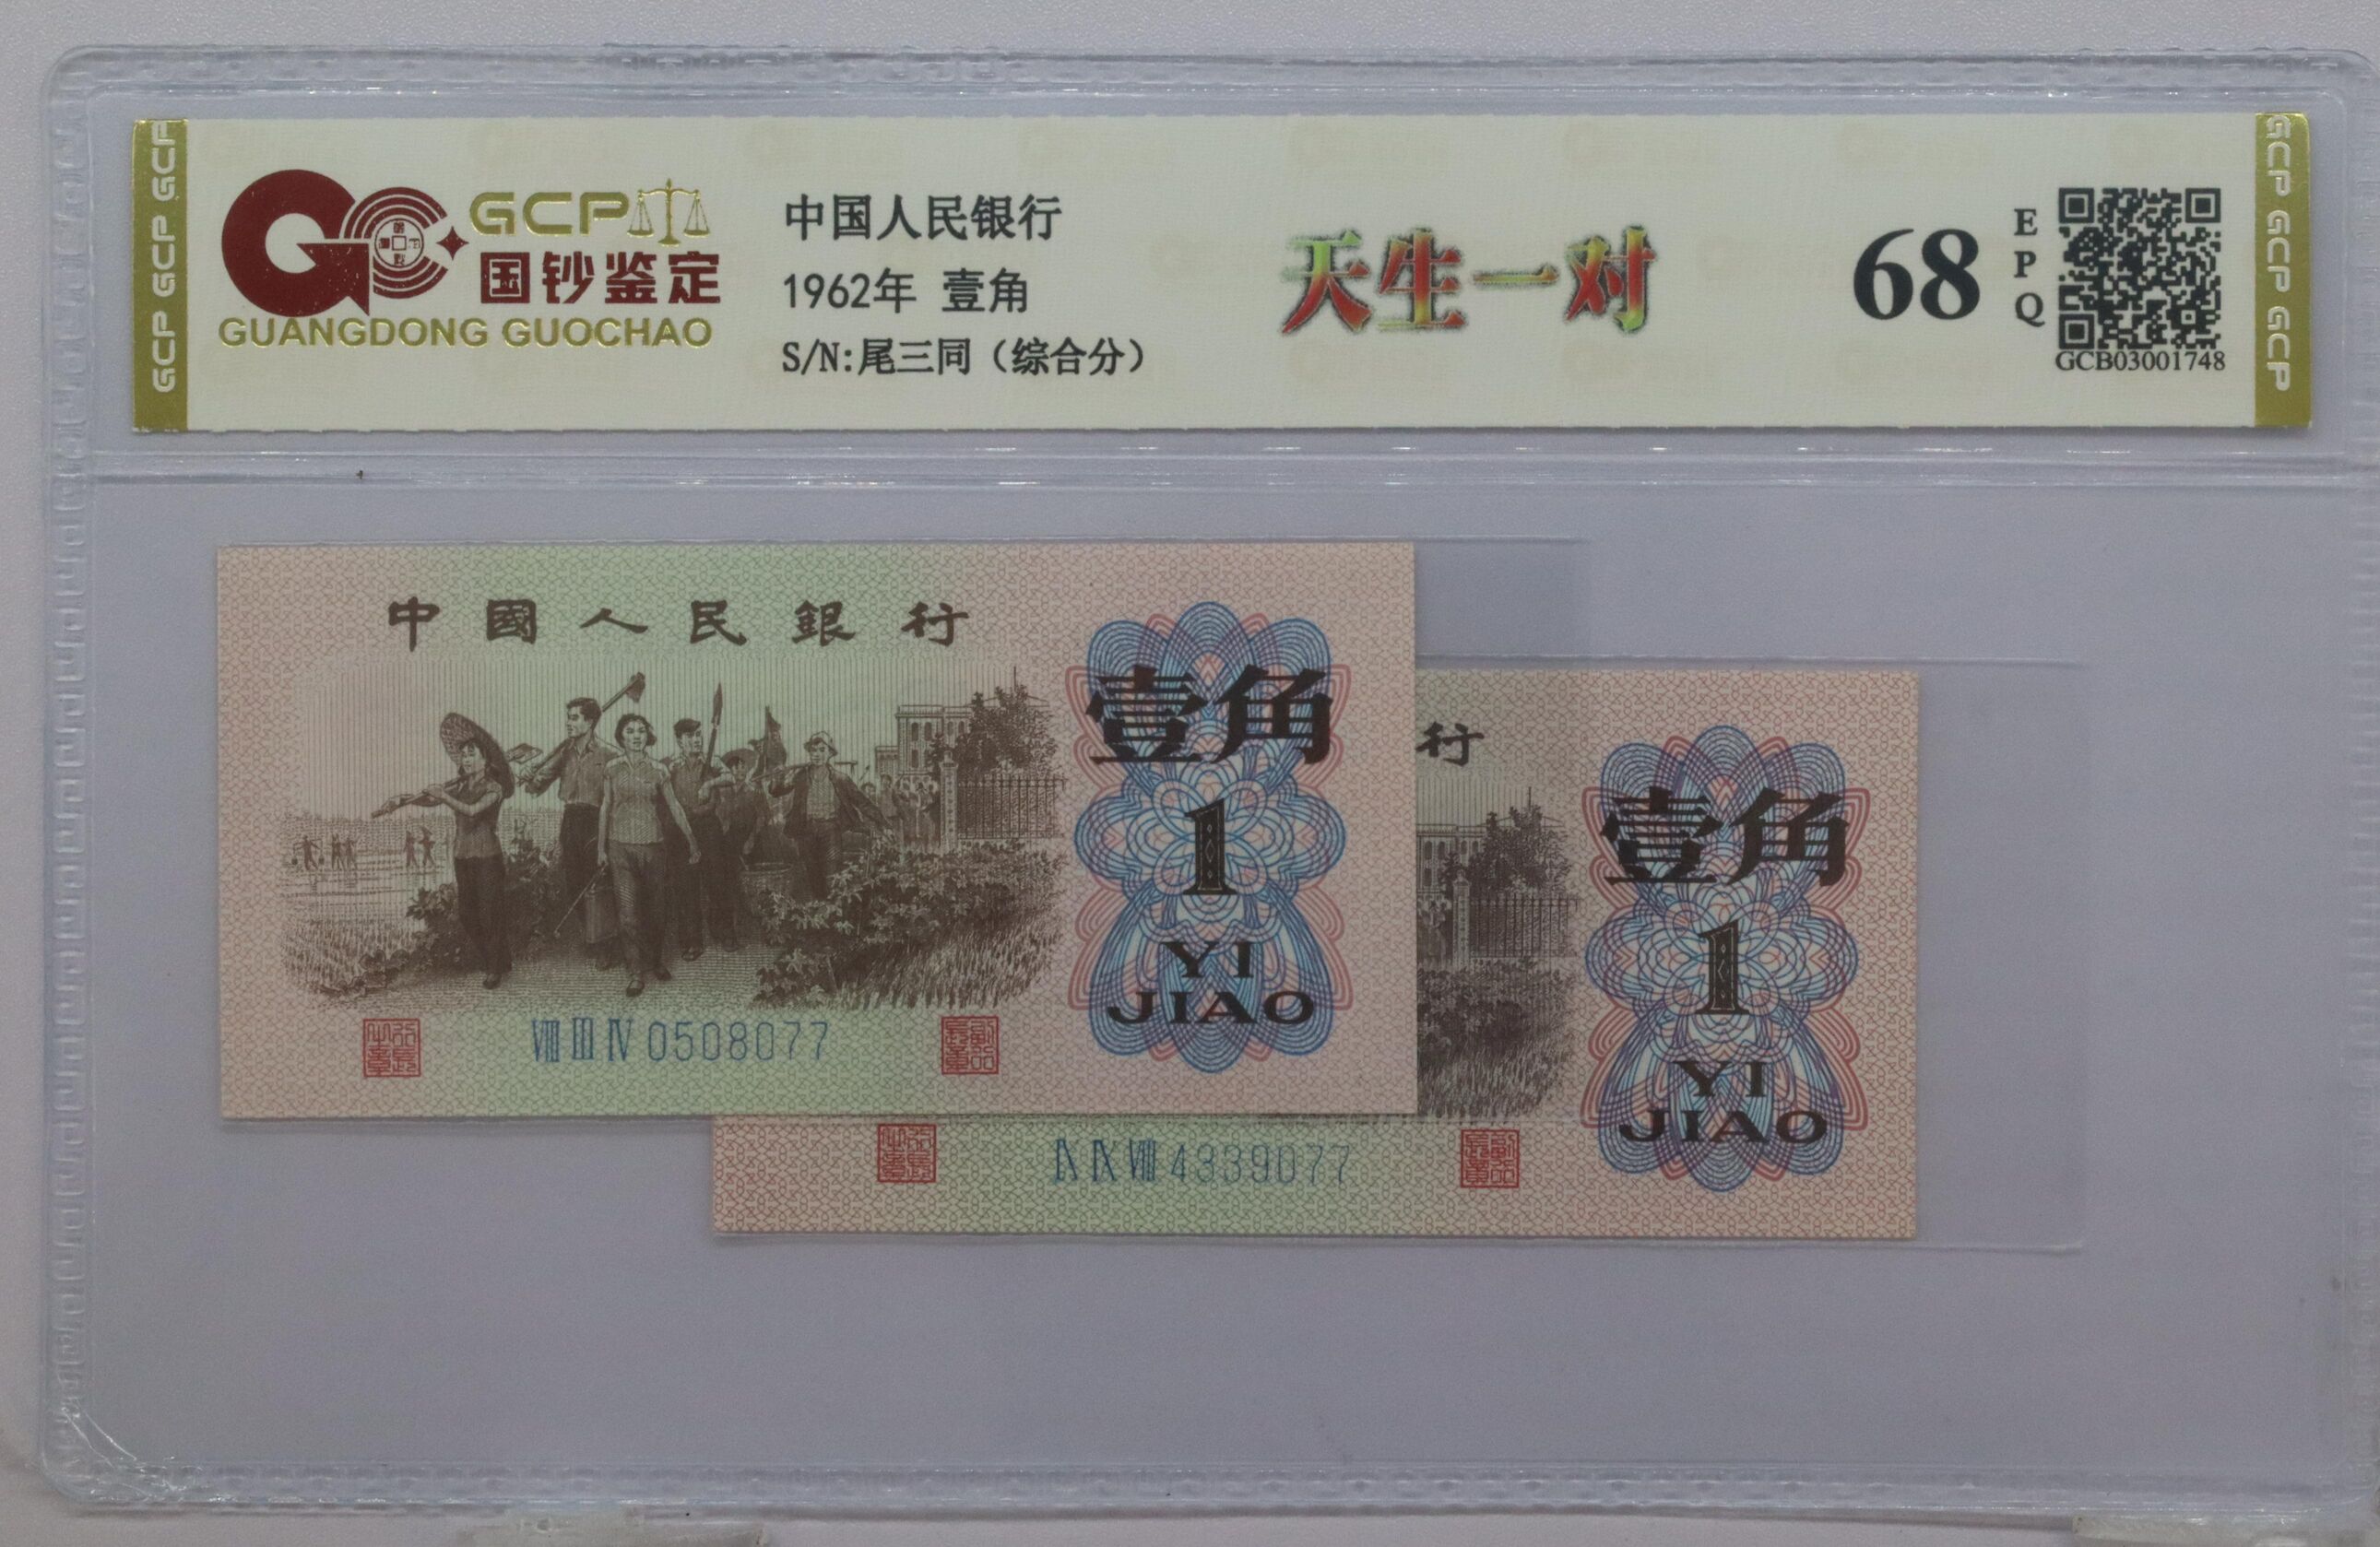 GCP GCP GCP
GCP
国钞鉴定
GUANGDONG GUOCHAO
中国人民银行
1962年 壹角
S/N:尾三同（综合分）
天生一对
68
EPQ
GCB03001748
GCP GCP GCP
中國人民銀行
壹角
1
YI
JIAO
Ⅷ Ⅲ Ⅳ 0508077
行
壹角
1
YI
JIAO
Ⅸ Ⅸ Ⅷ 4339077